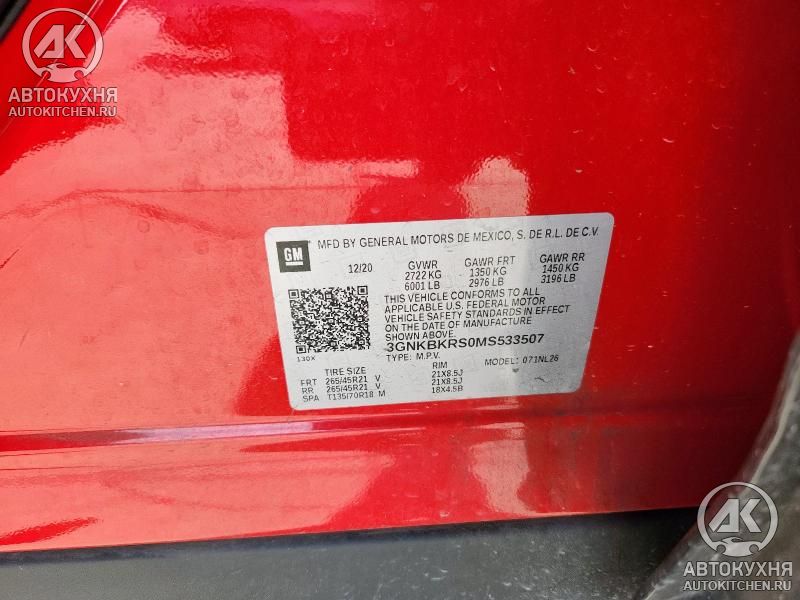 AK
АВТОКУХНЯ
AUTOKITCHEN.RU
GM
MFD BY GENERAL MOTORS DE MEXICO, S. DE R.L. DE C.V.
12/20 GVWR GAWR FRT GAWR RR
2722 KG 1350 KG 1450 KG
6001 LB 2976 LB 3196 LB
THIS VEHICLE CONFORMS TO ALL
APPLICABLE U.S. FEDERAL MOTOR
VEHICLE SAFETY STANDARDS IN EFFECT
ON THE DATE OF MANUFACTURE
SHOWN ABOVE.
130X
3GNKBKRS0MS533507
TYPE: M.P.V. MODEL: 071NL26
TIRE SIZE RIM
FRT 265/45R21 V 21X8.5J
RR 265/45R21 V 21X8.5J
SPA T135/70R18 M 18X4.5B
AK
АВТОКУХНЯ
AUTOKITCHEN.RU